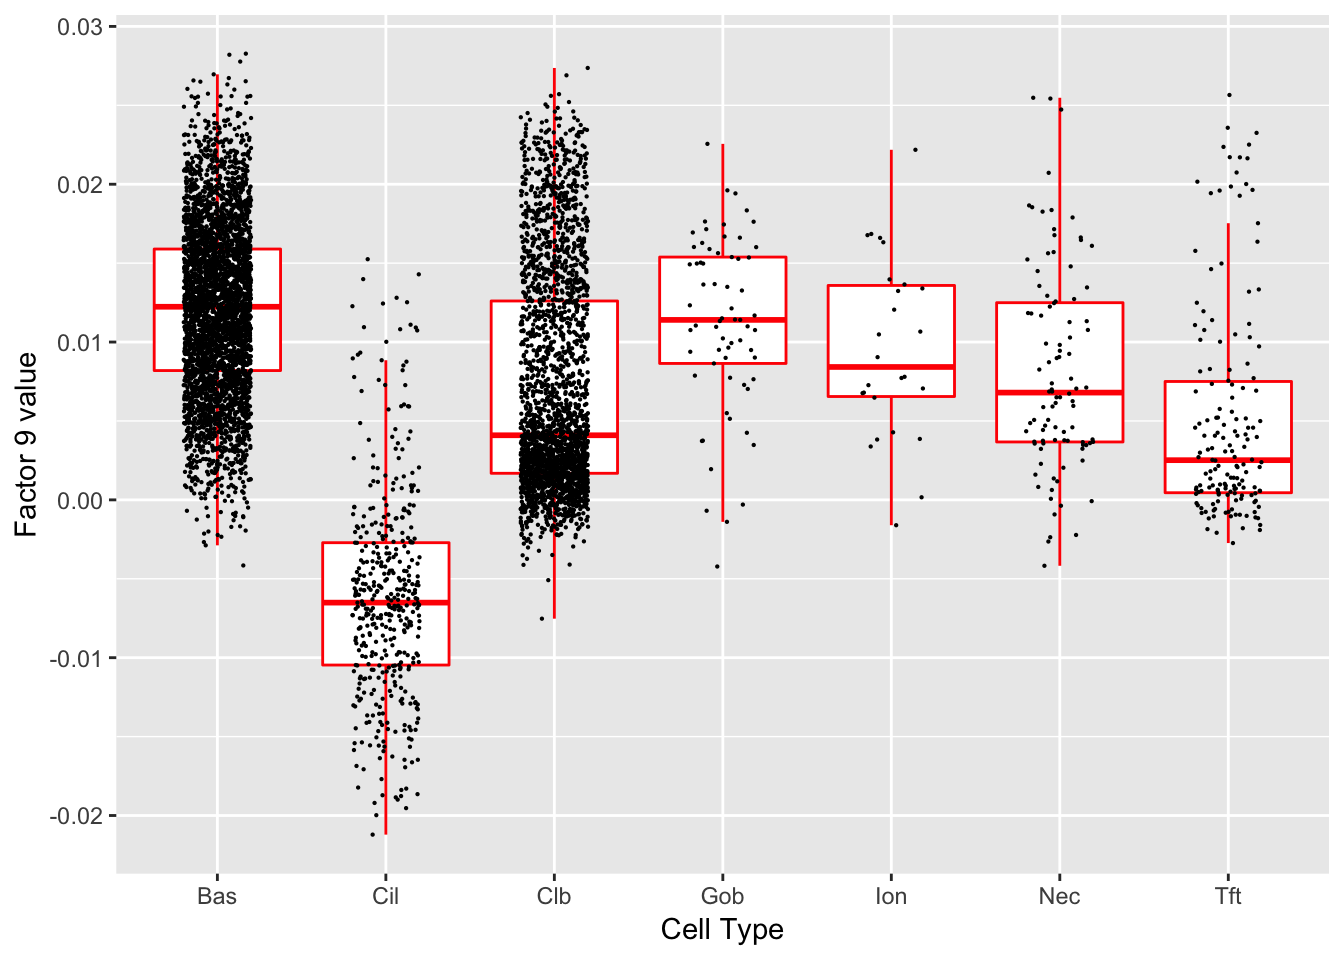 0.03
0.02
0.01
0.00
-0.01
-0.02
Factor 9 value
Bas Cil Clb Gob Ion Nec Tft
Cell Type